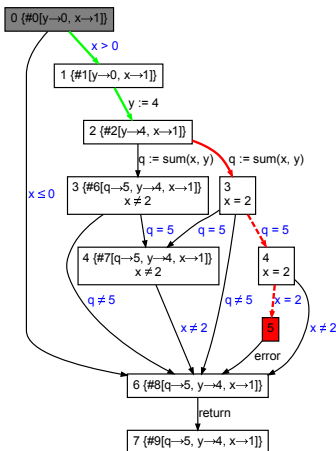 0 {#0[y→0, x→1]}
x > 0
1 {#1[y→0, x→1]}
y := 4
2 {#2[y→4, x→1]}
q := sum(x, y)
q := sum(x, y)
3 {#6[q→5, y→4, x→1]}
x ≠ 2
3
x = 2
x ≤ 0
q = 5
q = 5
q = 5
4 {#7[q→5, y→4, x→1]}
x ≠ 2
4
x = 2
q ≠ 5
q ≠ 5
x = 2
x ≠ 2
x ≠ 2
5
error
6 {#8[q→5, y→4, x→1]}
return
7 {#9[q→5, y→4, x→1]}